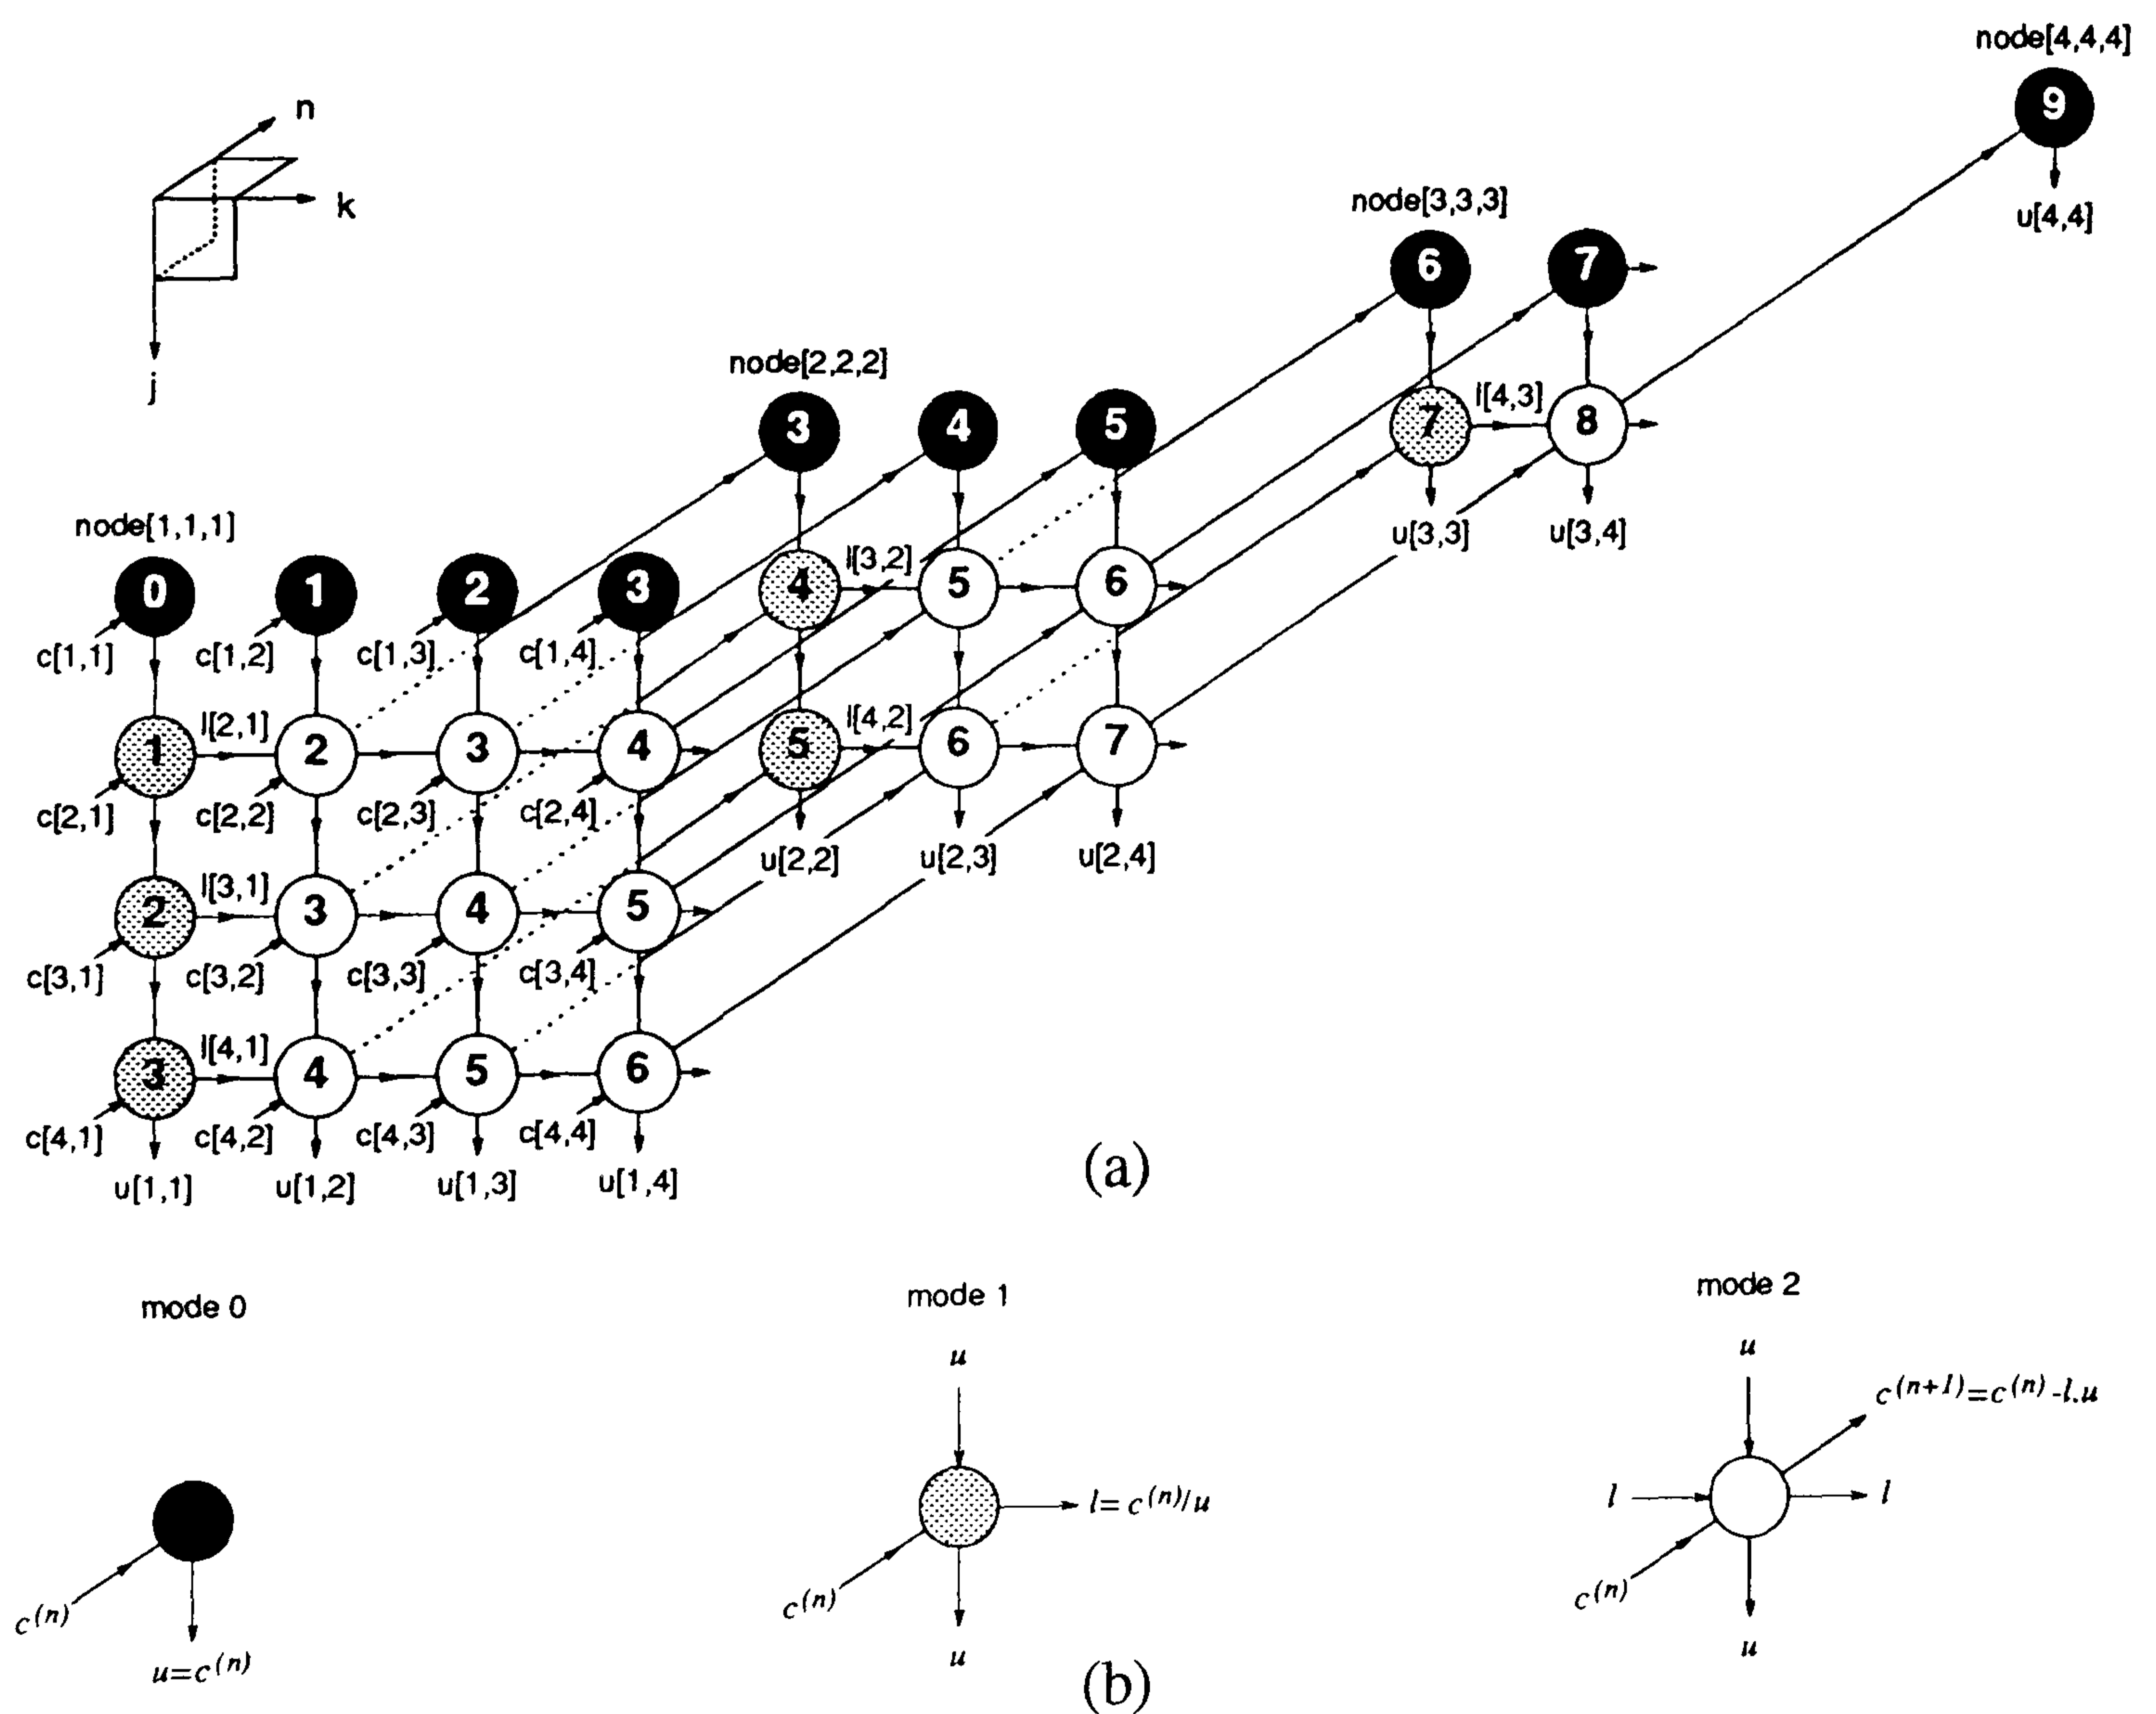 node[4,4,4]
9
u[4,4]
n
k
j
node[3,3,3]
6 7
node[2,2,2]
3 4 5
7 l[4,3] 8
u[3,3] u[3,4]
node[1,1,1]
0 1 2 3
4 l[3,2] 5 6
c[1,1] c[1,2] c[1,3] c[1,4]
1 l[2,1] 2 3 4
5 l[4,2] 6 7
c[2,1] c[2,2] c[2,3] c[2,4]
u[2,2] u[2,3] u[2,4]
2 l[3,1] 3 4 5
c[3,1] c[3,2] c[3,3] c[3,4]
3 l[4,1] 4 5 6
c[4,1] c[4,2] c[4,3] c[4,4]
u[1,1] u[1,2] u[1,3] u[1,4]
(a)
mode 0
c(n)
u=c(n)
mode 1
u
l= c(n)/u
c(n)
u
mode 2
u
c(n+1)=c(n)-l.u
l l
c(n)
u
(b)